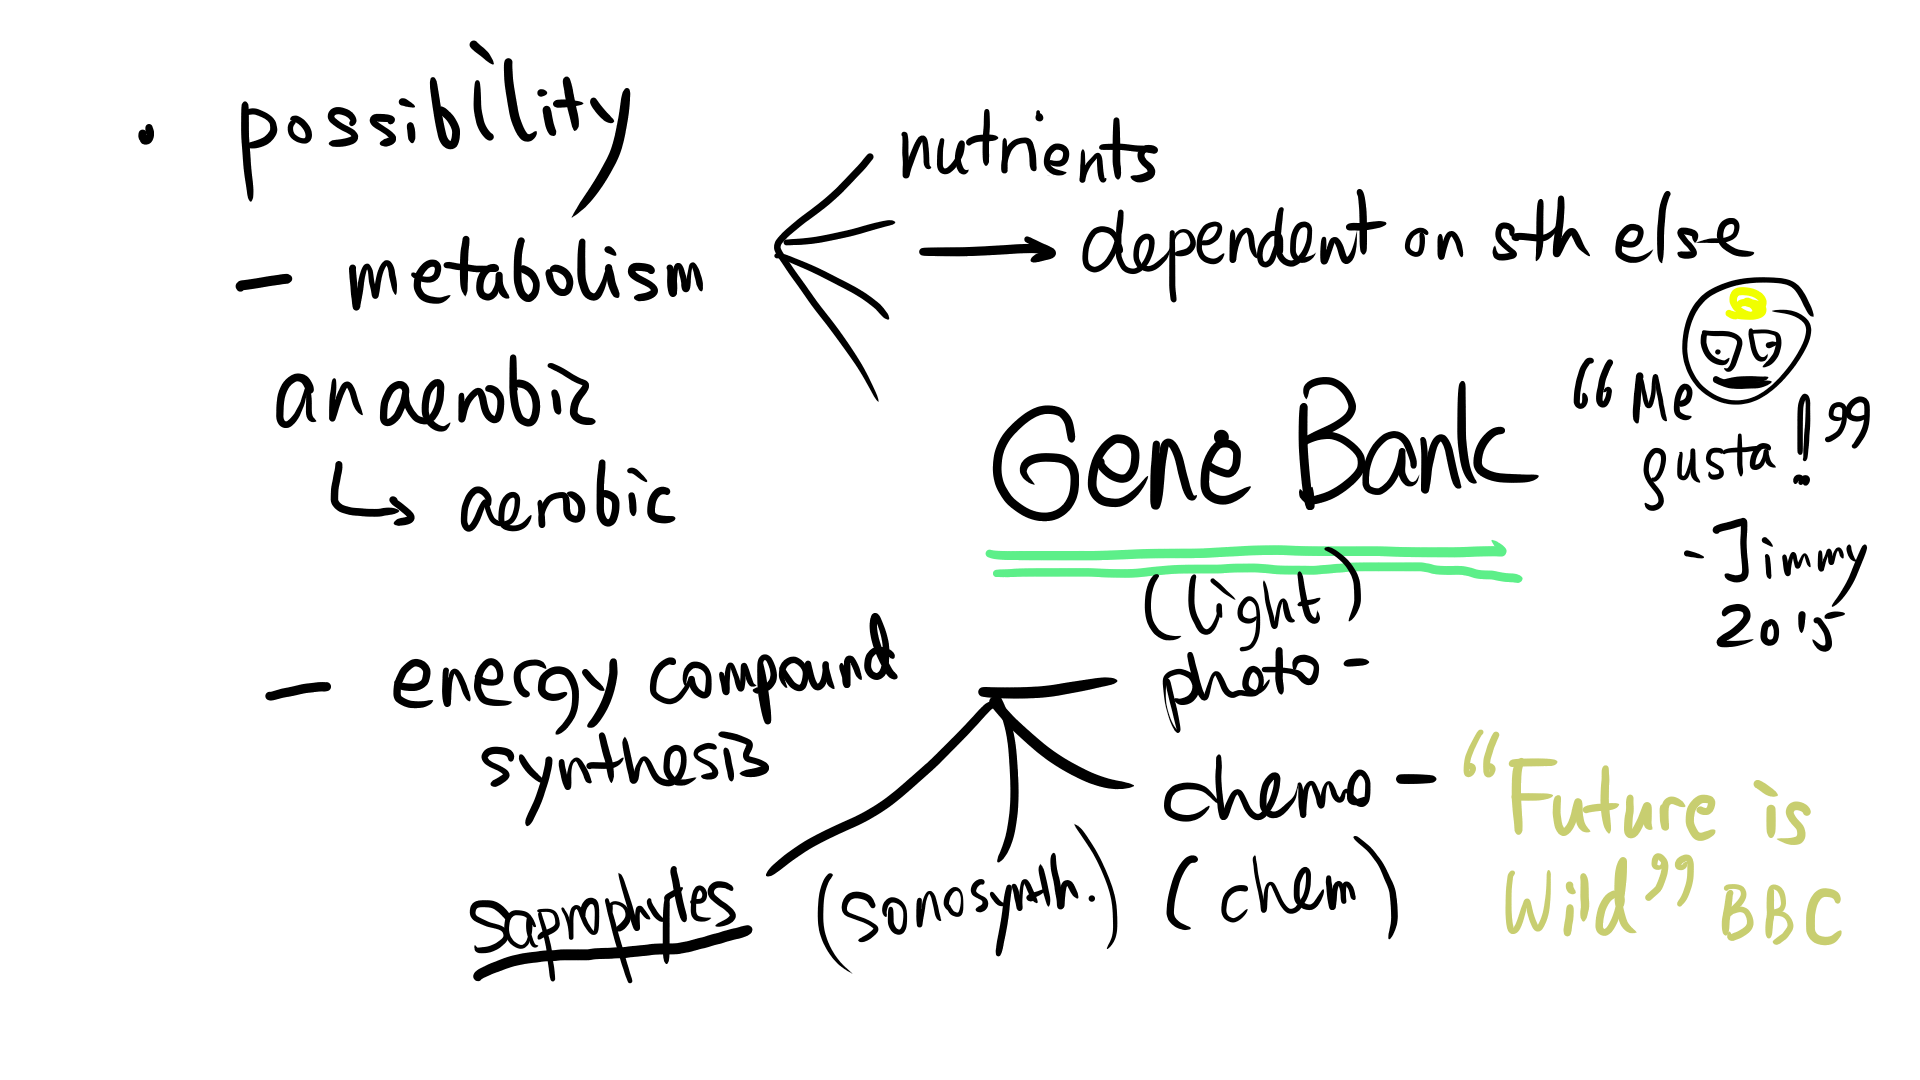 • possibility
nutrients
- metabolism
→ dependent on sth else
anaerobic
↳ aerobic
Gene Bank
"Me
gusta!"
- Jimmy
2015
- energy compound
synthesis
(light)
photo -
chemo -
(chem)
(sonosynth.)
saprophytes
"Future is
Wild" BBC